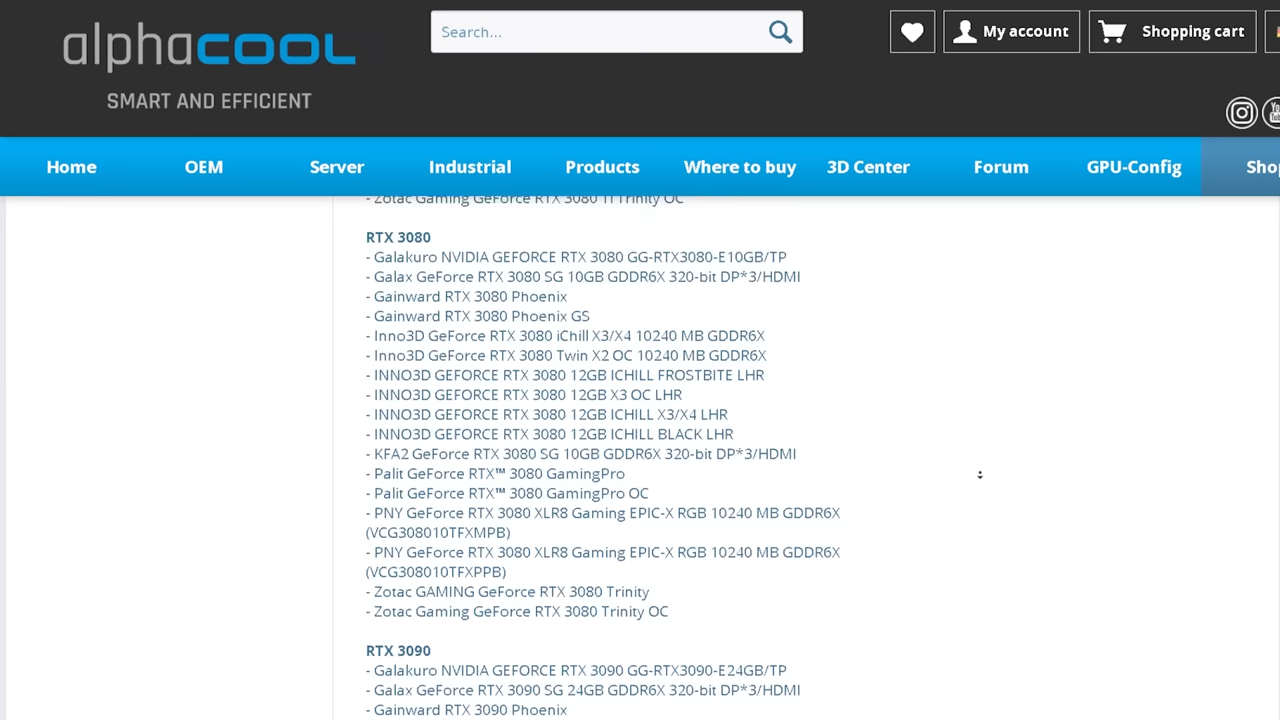 alphacool
SMART AND EFFICIENT
Search...
My account
Shopping cart
Home
OEM
Server
Industrial
Products
Where to buy
3D Center
Forum
GPU-Config
- Zotac Gaming GeForce RTX 3080 Ti Trinity OC
RTX 3080
- Galakuro NVIDIA GEFORCE RTX 3080 GG-RTX3080-E10GB/TP
- Galax GeForce RTX 3080 SG 10GB GDDR6X 320-bit DP*3/HDMI
- Gainward RTX 3080 Phoenix
- Gainward RTX 3080 Phoenix GS
- Inno3D GeForce RTX 3080 iChill X3/X4 10240 MB GDDR6X
- Inno3D GeForce RTX 3080 Twin X2 OC 10240 MB GDDR6X
- INNO3D GEFORCE RTX 3080 12GB ICHILL FROSTBITE LHR
- INNO3D GEFORCE RTX 3080 12GB X3 OC LHR
- INNO3D GEFORCE RTX 3080 12GB ICHILL X3/X4 LHR
- INNO3D GEFORCE RTX 3080 12GB ICHILL BLACK LHR
- KFA2 GeForce RTX 3080 SG 10GB GDDR6X 320-bit DP*3/HDMI
- Palit GeForce RTX™ 3080 GamingPro
- Palit GeForce RTX™ 3080 GamingPro OC
- PNY GeForce RTX 3080 XLR8 Gaming EPIC-X RGB 10240 MB GDDR6X
(VCG308010TFXMPB)
- PNY GeForce RTX 3080 XLR8 Gaming EPIC-X RGB 10240 MB GDDR6X
(VCG308010TFXPPB)
- Zotac GAMING GeForce RTX 3080 Trinity
- Zotac Gaming GeForce RTX 3080 Trinity OC
RTX 3090
- Galakuro NVIDIA GEFORCE RTX 3090 GG-RTX3090-E24GB/TP
- Galax GeForce RTX 3090 SG 24GB GDDR6X 320-bit DP*3/HDMI
- Gainward RTX 3090 Phoenix